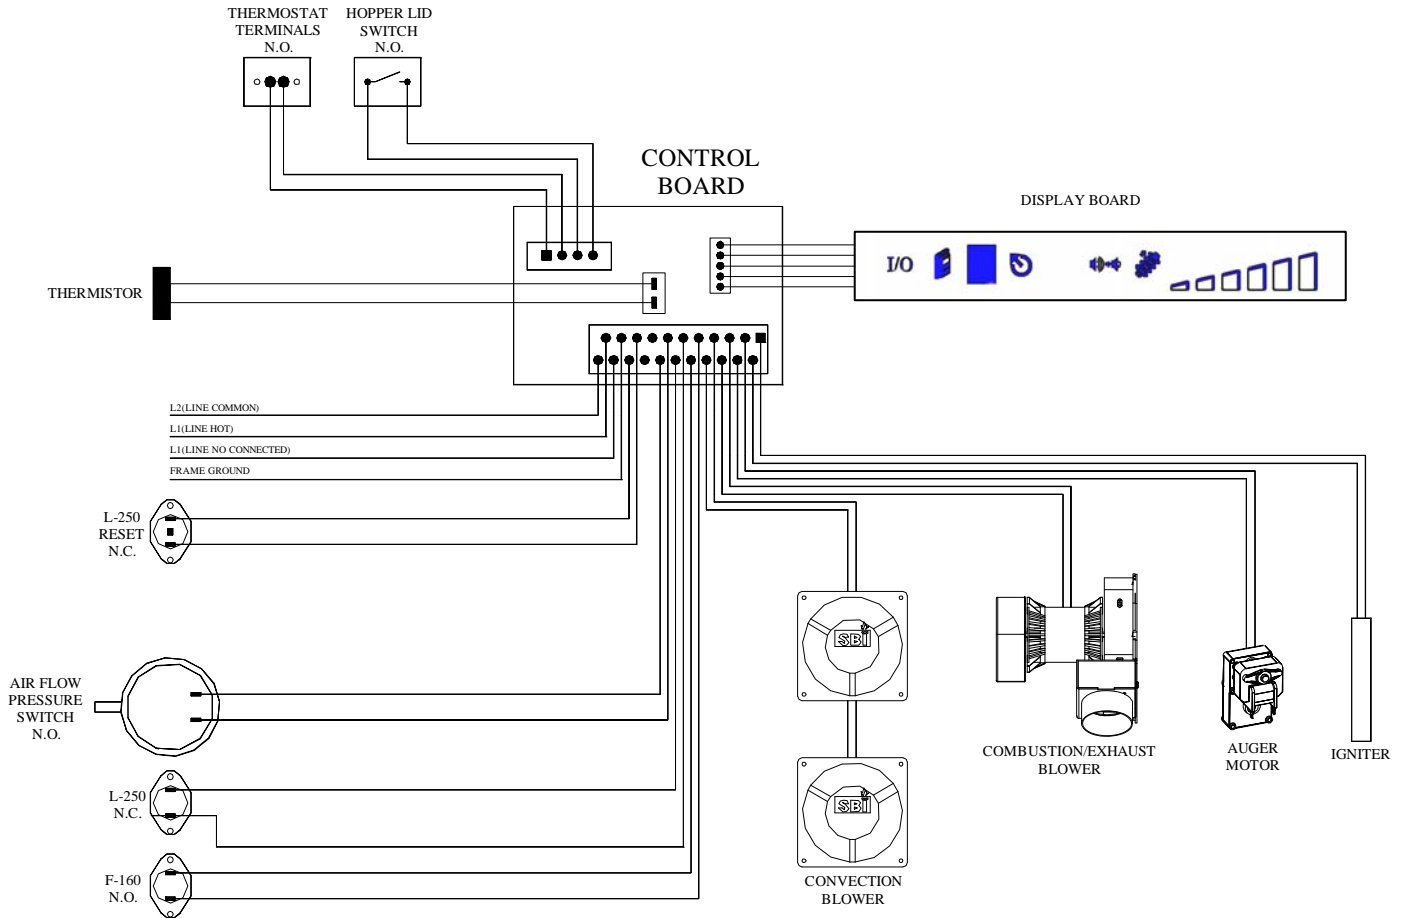 THERMOSTAT
TERMINALS
N.O.
HOPPER LID
SWITCH
N.O.
CONTROL
BOARD
DISPLAY BOARD
I/O
THERMISTOR
L2(LINE COMMON)
L1(LINE HOT)
L1(LINE NO CONNECTED)
FRAME GROUND
L-250
RESET
N.C.
AIR FLOW
PRESSURE
SWITCH
N.O.
L-250
N.C.
F-160
N.O.
SBI
SBI
CONVECTION
BLOWER
COMBUSTION/EXHAUST
BLOWER
AUGER
MOTOR
IGNITER